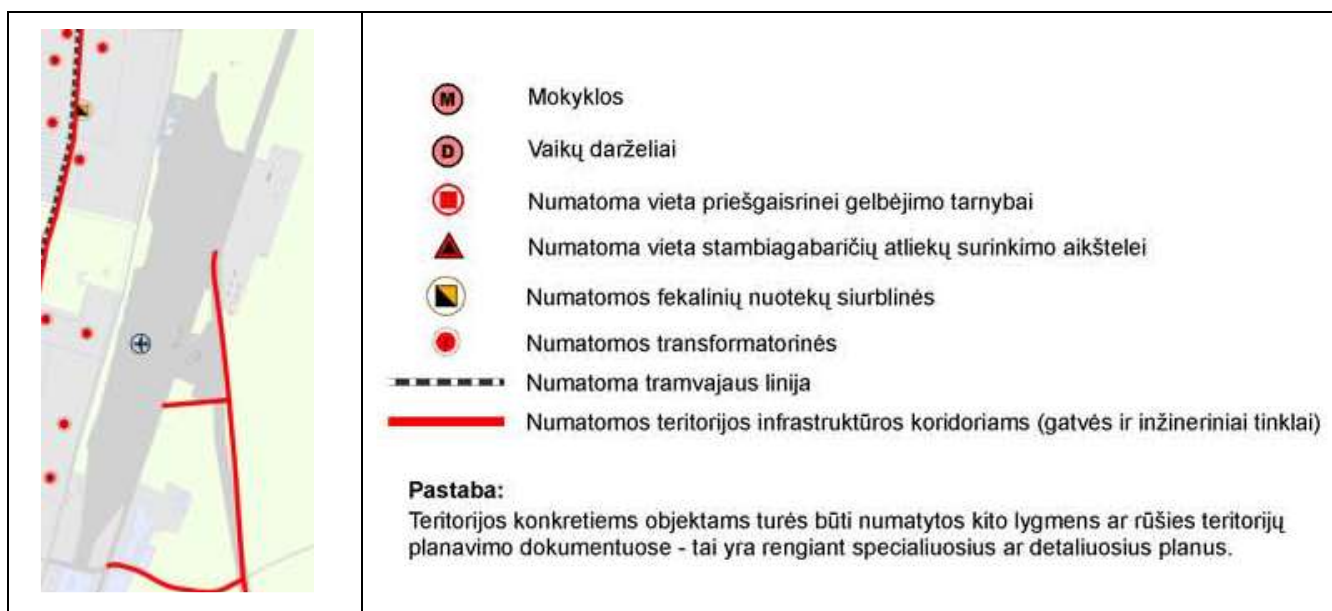 M Mokyklos
D Vaikų darželiai
Numatoma vieta priešgaisrinei gelbėjimo tarnybai
Numatoma vieta stambiagabaričių atliekų surinkimo aikštelei
Numatomos fekalinių nuotekų siurblinės
Numatomos transformatorinės
Numatoma tramvajaus linija
Numatomos teritorijos infrastruktūros koridoriams (gatvės ir inžineriniai tinklai)
Pastaba:
Teritorijos konkretiems objektams turės būti numatytos kito lygmens ar rūšies teritorijų
planavimo dokumentuose - tai yra rengiant specialiuosius ar detaliuosius planus.